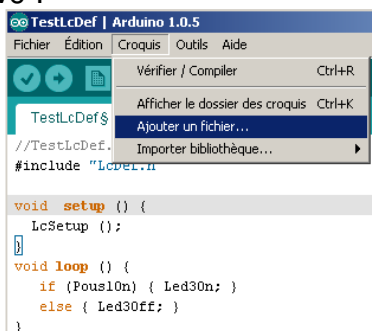 TestLcDef | Arduino 1.0.5
Fichier Édition Croquis Outils Aide
Vérifier / Compiler Ctrl+R
Afficher le dossier des croquis Ctrl+K
TestLcDef§
Ajouter un fichier...
//TestLcDef.
Importer bibliothèque...
#include "LcDef.h"
void setup () {
LcSetup ();
}
void loop () {
if (Pous1On) { Led3On; }
else { Led3Off; }
}